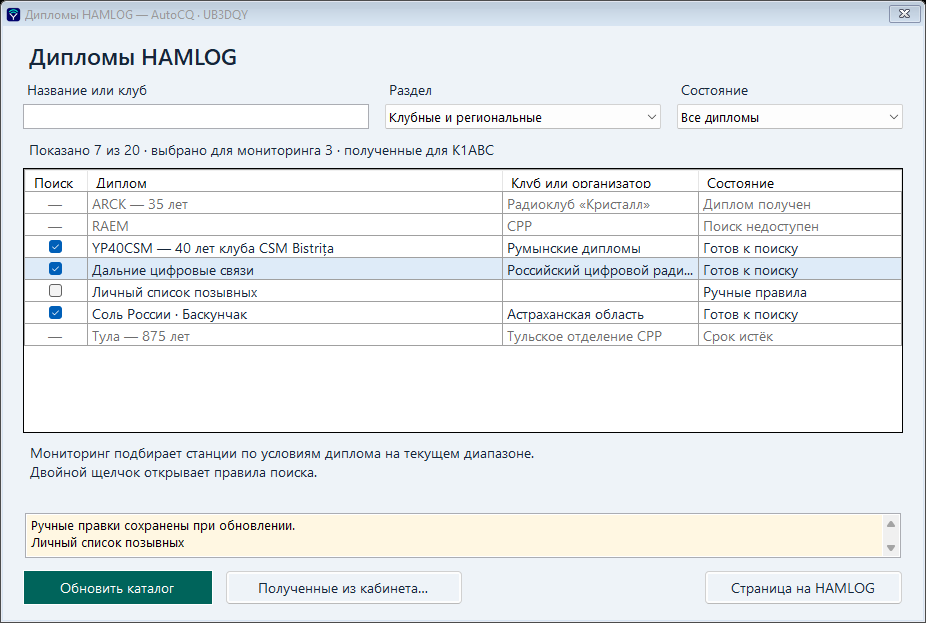 Дипломы HAMLOG — AutoCQ · UB3DQY
Дипломы HAMLOG
Название или клуб Раздел Состояние
Клубные и региональные Все дипломы
Показано 7 из 20 · выбрано для мониторинга 3 · полученные для K1ABC
Поиск Диплом Клуб или организатор Состояние
— ARCK — 35 лет Радиоклуб «Кристалл» Диплом получен
— RAEM СРР Поиск недоступен
YP40CSM — 40 лет клуба CSM Bistrița Румынские дипломы Готов к поиску
Дальние цифровые связи Российский цифровой ради... Готов к поиску
Личный список позывных Ручные правила
Соль России · Баскунчак Астраханская область Готов к поиску
— Тула — 875 лет Тульское отделение СРР Срок истёк
Мониторинг подбирает станции по условиям диплома на текущем диапазоне.
Двойной щелчок открывает правила поиска.
Ручные правки сохранены при обновлении.
Личный список позывных
Обновить каталог Полученные из кабинета... Страница на HAMLOG